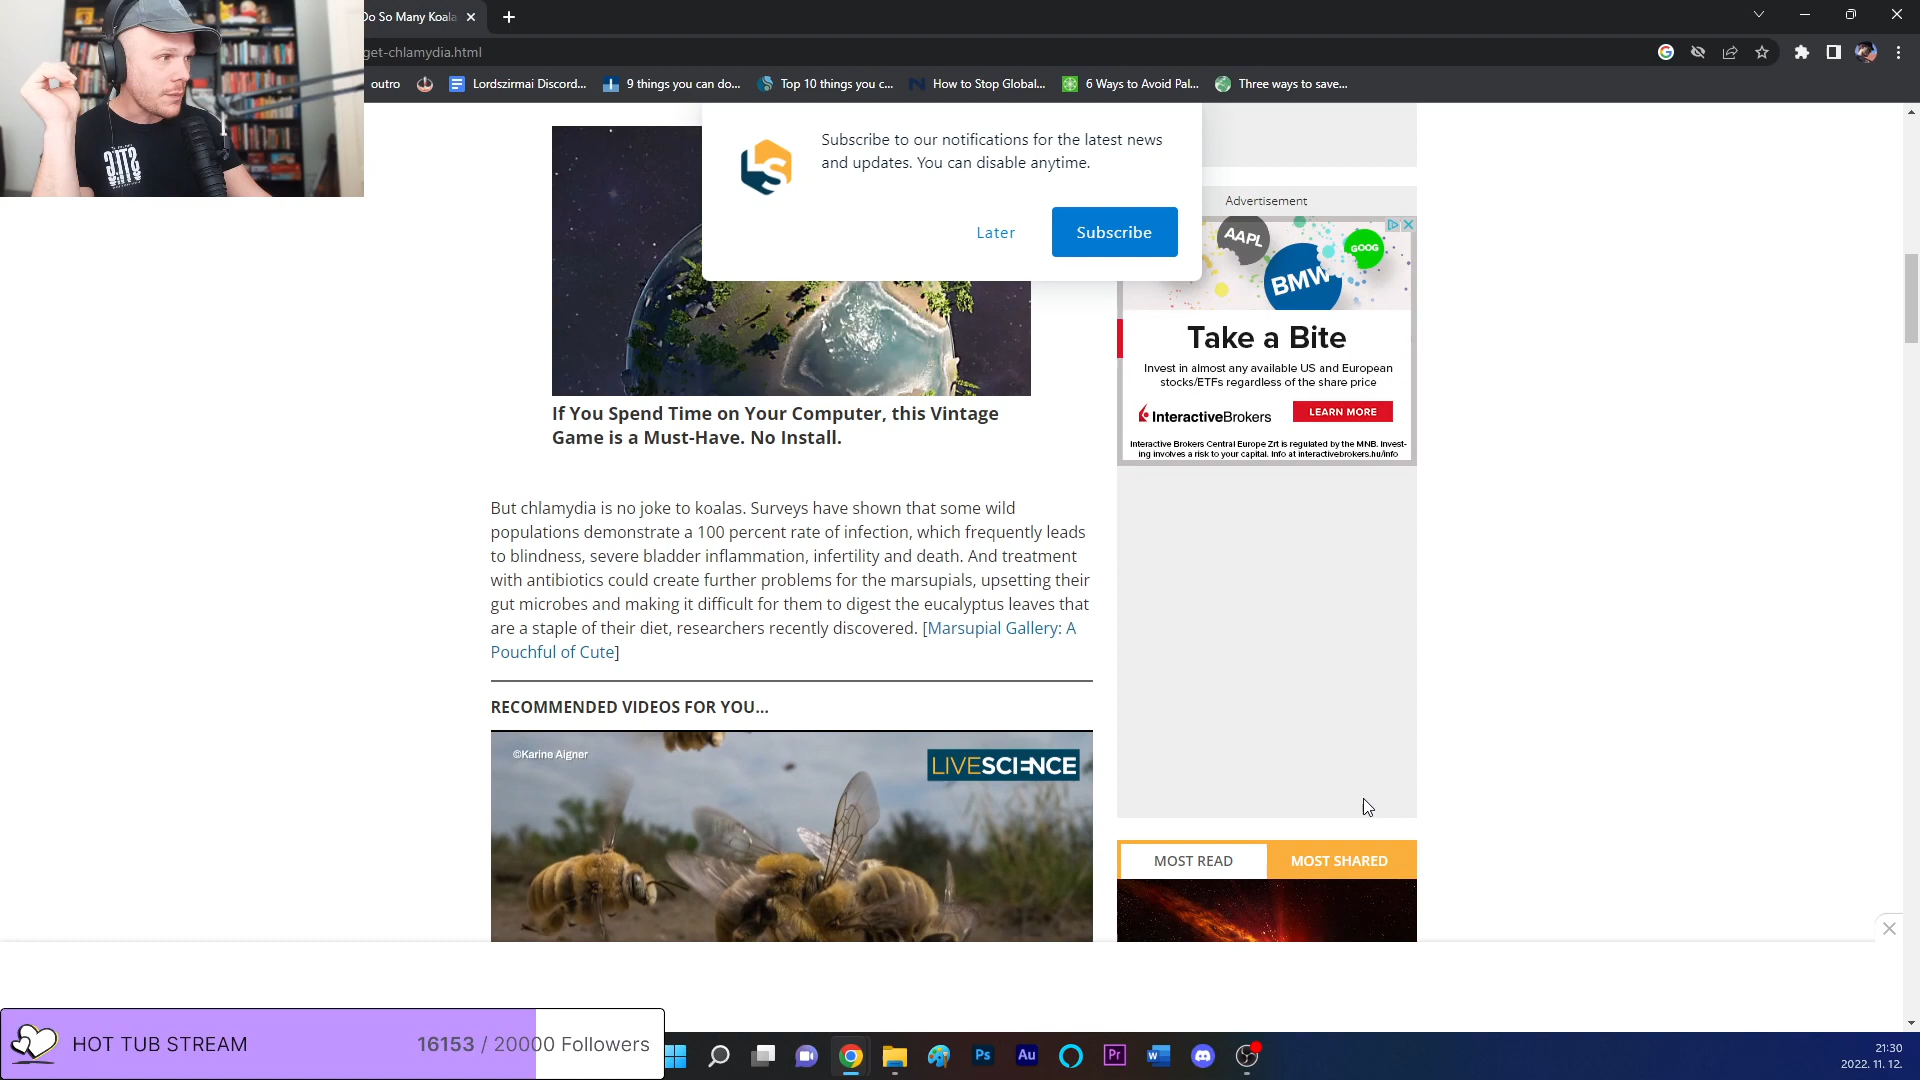 Do So Many Koala
get-chlamydia.html
outro
Lordszirmai Discord...
9 things you can do...
Top 10 things you c...
How to Stop Global...
6 Ways to Avoid Pal...
Three ways to save...
Subscribe to our notifications for the latest news
and updates. You can disable anytime.
Later
Subscribe
LS
Advertisement
AAPL
GOOG
BMW
Take a Bite
Invest in almost any available US and European
stocks/ETFs regardless of the share price
InteractiveBrokers
LEARN MORE
Interactive Brokers Central Europe Zrt is regulated by the MNB. Invest-
ing involves a risk to your capital. Info at interactivebrokers.hu/info
If You Spend Time on Your Computer, this Vintage
Game is a Must-Have. No Install.
But chlamydia is no joke to koalas. Surveys have shown that some wild
populations demonstrate a 100 percent rate of infection, which frequently leads
to blindness, severe bladder inflammation, infertility and death. And treatment
with antibiotics could create further problems for the marsupials, upsetting their
gut microbes and making it difficult for them to digest the eucalyptus leaves that
are a staple of their diet, researchers recently discovered. [Marsupial Gallery: A
Pouchful of Cute]
RECOMMENDED VIDEOS FOR YOU...
©Karine Aigner
LIVESCIENCE
MOST READ
MOST SHARED
HOT TUB STREAM
16153 / 20000 Followers
Ps
Au
Pr
W
21:30
2022. 11. 12.